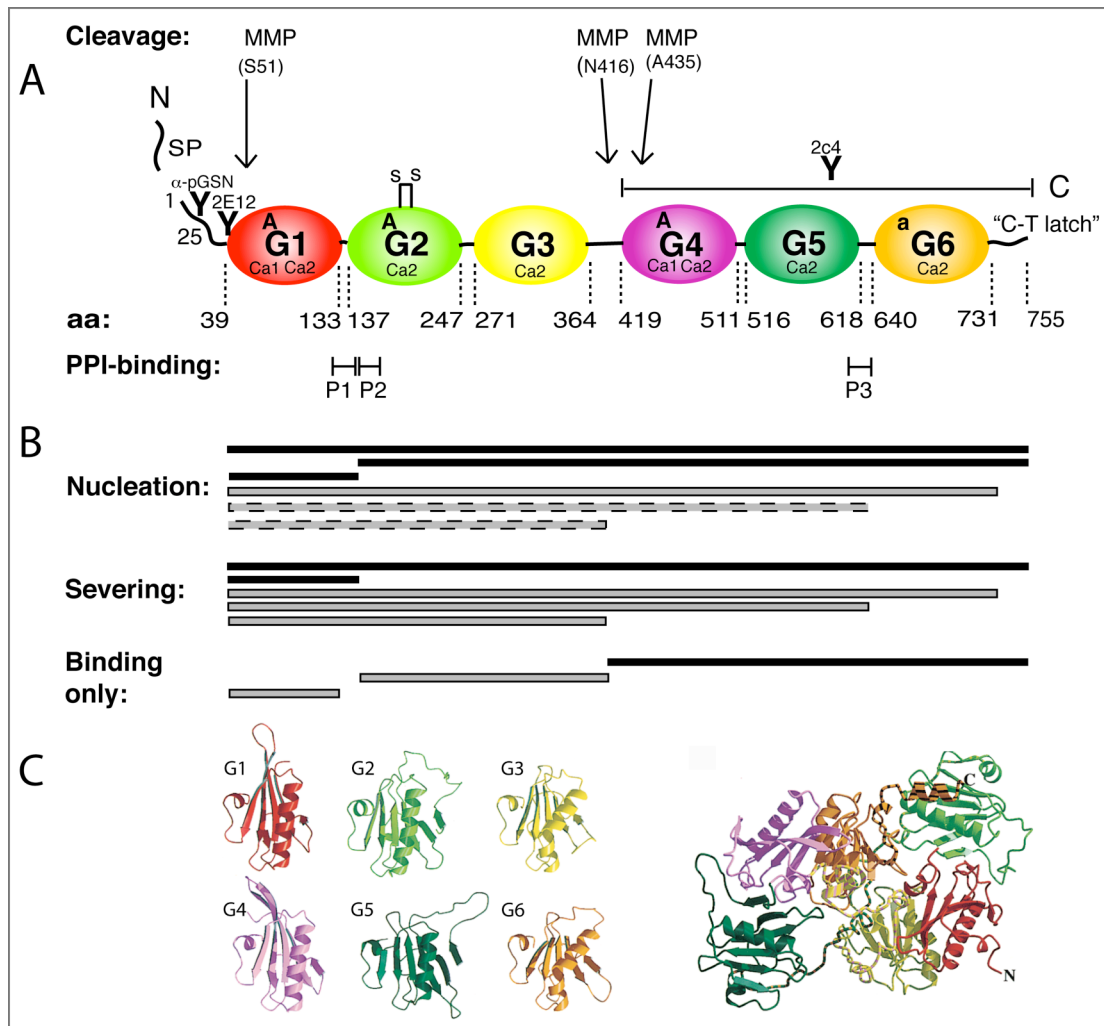 Cleavage:
MMP
(S51)
MMP
(N416)
MMP
(A435)
A
N
SP
α-pGSN
1
2E12
25
s s
2c4
C
A
G1
Ca1 Ca2
A
G2
Ca2
G3
Ca2
A
G4
Ca1 Ca2
G5
Ca2
a
G6
Ca2
"C-T latch"
aa: 39 133 137 247 271 364 419 511 516 618 640 731 755
PPI-binding:
P1 P2 P3
B
Nucleation:
Severing:
Binding
only:
C
G1 G2 G3
G4 G5 G6
C
N